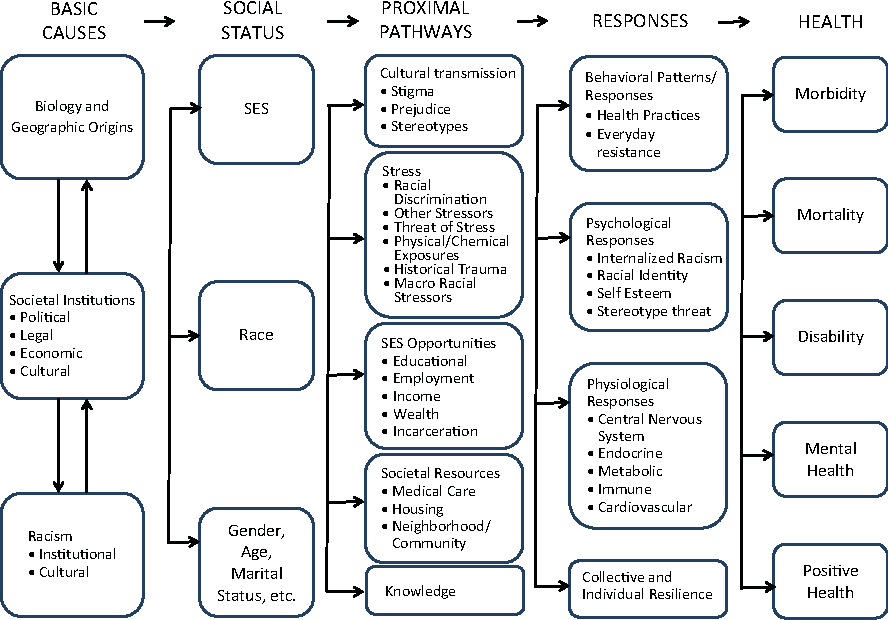 BASIC
CAUSES
SOCIAL
STATUS
PROXIMAL
PATHWAYS
RESPONSES
HEALTH
Biology and
Geographic Origins
Societal Institutions
• Political
• Legal
• Economic
• Cultural
Racism
• Institutional
• Cultural
SES
Race
Gender,
Age,
Marital
Status, etc.
Cultural transmission
• Stigma
• Prejudice
• Stereotypes
Stress
• Racial
Discrimination
• Other Stressors
• Threat of Stress
• Physical/Chemical
Exposures
• Historical Trauma
• Macro Racial
Stressors
SES Opportunities
• Educational
• Employment
• Income
• Wealth
• Incarceration
Societal Resources
• Medical Care
• Housing
• Neighborhood/
Community
Knowledge
Behavioral Patterns/
Responses
• Health Practices
• Everyday
resistance
Psychological
Responses
• Internalized Racism
• Racial Identity
• Self Esteem
• Stereotype threat
Physiological
Responses
• Central Nervous
System
• Endocrine
• Metabolic
• Immune
• Cardiovascular
Collective and
Individual Resilience
Morbidity
Mortality
Disability
Mental
Health
Positive
Health